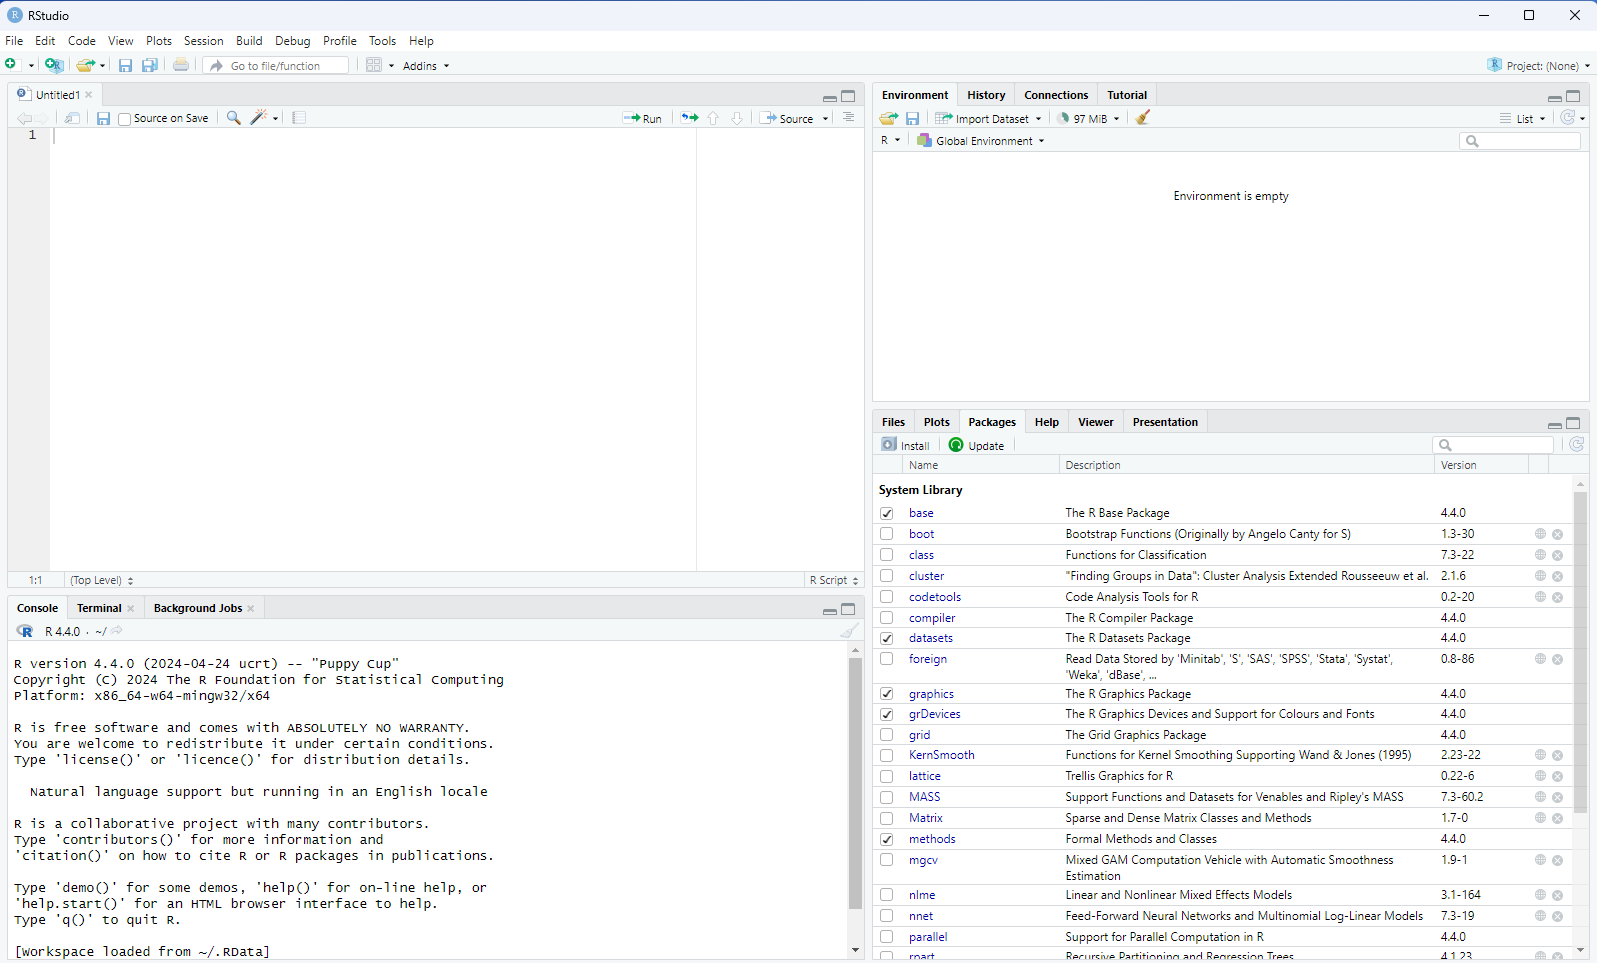 RStudio
File Edit Code View Plots Session Build Debug Profile Tools Help
Go to file/function Addins Project: (None)
Untitled1
Source on Save Run Source
1
1:1 (Top Level) R Script
Console Terminal Background Jobs
R 4.4.0 · ~/
R version 4.4.0 (2024-04-24 ucrt) -- "Puppy Cup"
Copyright (C) 2024 The R Foundation for Statistical Computing
Platform: x86_64-w64-mingw32/x64
R is free software and comes with ABSOLUTELY NO WARRANTY.
You are welcome to redistribute it under certain conditions.
Type 'license()' or 'licence()' for distribution details.
Natural language support but running in an English locale
R is a collaborative project with many contributors.
Type 'contributors()' for more information and
'citation()' on how to cite R or R packages in publications.
Type 'demo()' for some demos, 'help()' for on-line help, or
'help.start()' for an HTML browser interface to help.
Type 'q()' to quit R.
[Workspace loaded from ~/.RData]
Environment History Connections Tutorial
Import Dataset 97 MiB List
R Global Environment
Environment is empty
Files Plots Packages Help Viewer Presentation
Install Update
Name Description Version
System Library
base The R Base Package 4.4.0
boot Bootstrap Functions (Originally by Angelo Canty for S) 1.3-30
class Functions for Classification 7.3-22
cluster "Finding Groups in Data": Cluster Analysis Extended Rousseeuw et al. 2.1.6
codetools Code Analysis Tools for R 0.2-20
compiler The R Compiler Package 4.4.0
datasets The R Datasets Package 4.4.0
foreign Read Data Stored by 'Minitab', 'S', 'SAS', 'SPSS', 'Stata', 'Systat', 0.8-86
'Weka', 'dBase', ...
graphics The R Graphics Package 4.4.0
grDevices The R Graphics Devices and Support for Colours and Fonts 4.4.0
grid The Grid Graphics Package 4.4.0
KernSmooth Functions for Kernel Smoothing Supporting Wand & Jones (1995) 2.23-22
lattice Trellis Graphics for R 0.22-6
MASS Support Functions and Datasets for Venables and Ripley's MASS 7.3-60.2
Matrix Sparse and Dense Matrix Classes and Methods 1.7-0
methods Formal Methods and Classes 4.4.0
mgcv Mixed GAM Computation Vehicle with Automatic Smoothness 1.9-1
Estimation
nlme Linear and Nonlinear Mixed Effects Models 3.1-164
nnet Feed-Forward Neural Networks and Multinomial Log-Linear Models 7.3-19
parallel Support for Parallel Computation in R 4.4.0
rpart Recursive Partitioning and Regression Trees 4.1.23